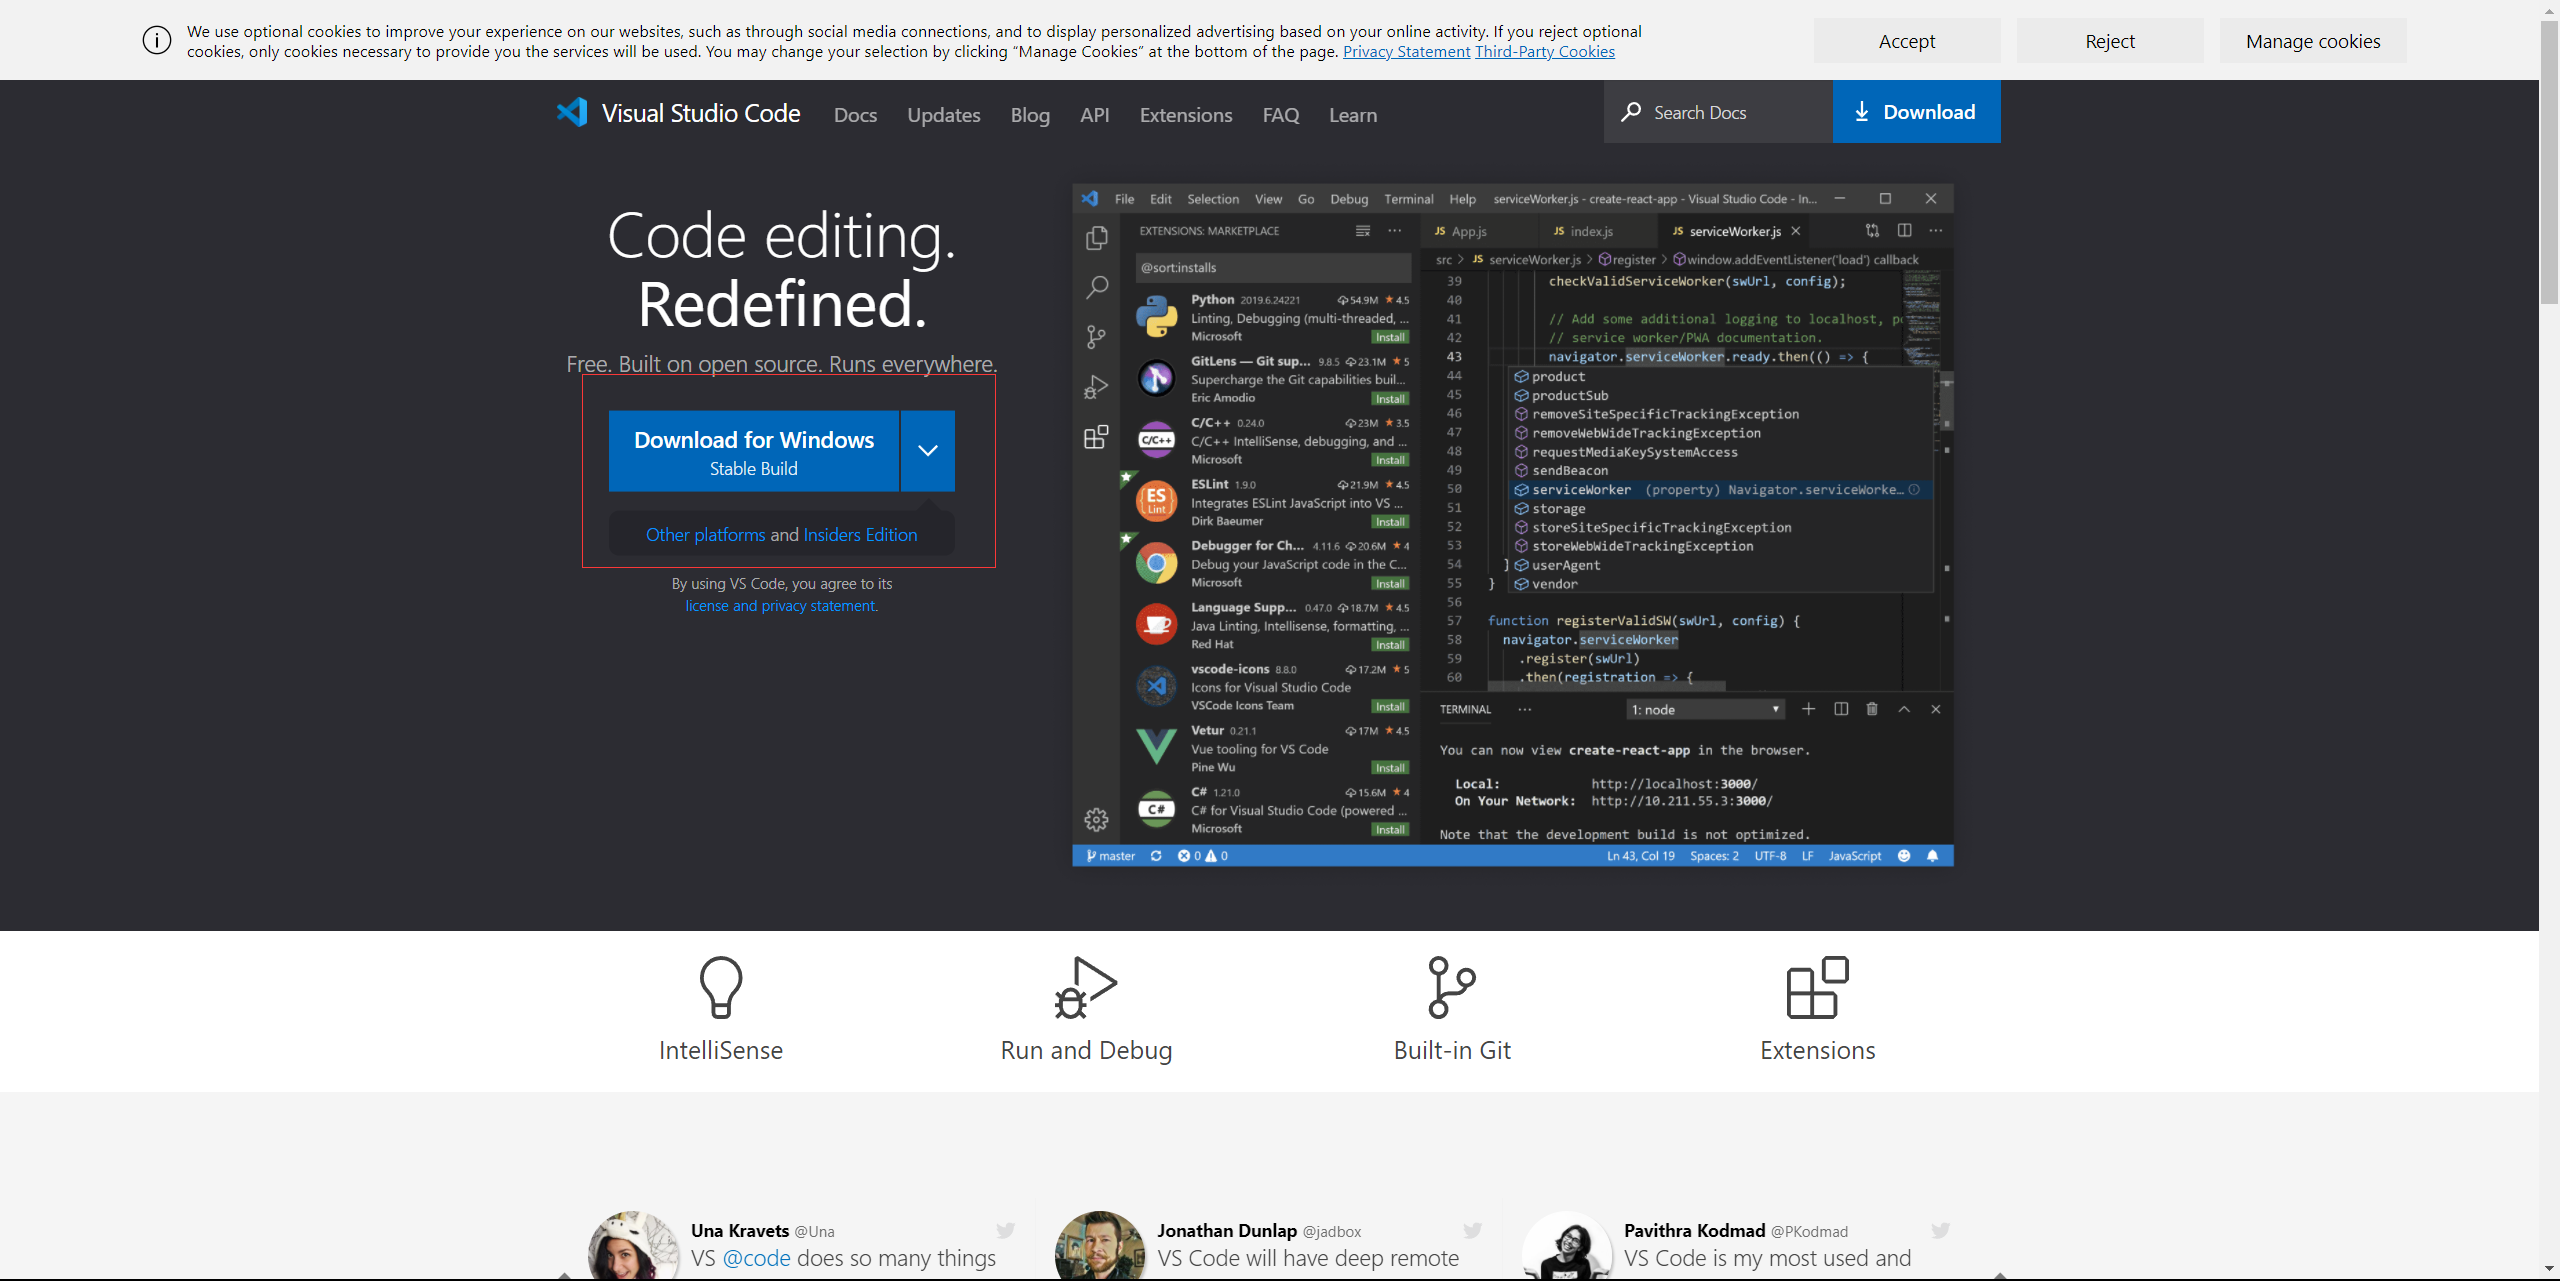 We use optional cookies to improve your experience on our websites, such as through social media connections, and to display personalized advertising based on your online activity. If you reject optional
cookies, only cookies necessary to provide you the services will be used. You may change your selection by clicking “Manage Cookies” at the bottom of the page. Privacy Statement Third-Party Cookies
Accept
Reject
Manage cookies
Visual Studio Code
Docs
Updates
Blog
API
Extensions
FAQ
Learn
Search Docs
Download
Code editing.
Redefined.
Free. Built on open source. Runs everywhere.
Download for Windows
Stable Build
Other platforms and Insiders Edition
By using VS Code, you agree to its
license and privacy statement.
File Edit Selection View Go Debug Terminal Help serviceWorker.js - create-react-app - Visual Studio Code - In...
EXTENSIONS: MARKETPLACE
@sort:installs
Python 2019.6.24221 54.9M 4.5
Linting, Debugging (multi-threaded, ...
Microsoft Install
GitLens — Git sup... 9.8.5 23.1M 5
Supercharge the Git capabilities buil...
Eric Amodio Install
C/C++ 0.24.0 23M 3.5
C/C++
C/C++ IntelliSense, debugging, and ...
Microsoft Install
ESLint 1.9.0 21.9M 4.5
ES
Lint
Integrates ESLint JavaScript into VS ...
Dirk Baeumer Install
Debugger for Ch... 4.11.6 20.6M 4
Debug your JavaScript code in the C...
Microsoft Install
Language Supp... 0.47.0 18.7M 4.5
Java Linting, Intellisense, formatting, ...
Red Hat Install
vscode-icons 8.8.0 17.2M 5
Icons for Visual Studio Code
VSCode Icons Team Install
Vetur 0.21.1 17M 4.5
Vue tooling for VS Code
Pine Wu Install
C# 1.21.0 15.6M 4
C#
C# for Visual Studio Code (powered ...
Microsoft Install
JS App.js JS index.js JS serviceWorker.js
src > JS serviceWorker.js > register > window.addEventListener('load') callback
39 checkValidServiceWorker(swUrl, config);
40
41 // Add some additional logging to localhost, po
42 // service worker/PWA documentation.
43 navigator.serviceWorker.ready.then(() => {
44 product
45 productSub
46 removeSiteSpecificTrackingException
47 removeWebWideTrackingException
48 requestMediaKeySystemAccess
49 sendBeacon
50 serviceWorker (property) Navigator.serviceWorke...
51 storage
52 storeSiteSpecificTrackingException
53 storeWebWideTrackingException
54 ] userAgent
55 } vendor
56
57 function registerValidSW(swUrl, config) {
58 navigator.serviceWorker
59 .register(swUrl)
60 .then(registration => {
TERMINAL ... 1: node
You can now view create-react-app in the browser.
Local: http://localhost:3000/
On Your Network: http://10.211.55.3:3000/
Note that the development build is not optimized.
master 0 0 Ln 43, Col 19 Spaces: 2 UTF-8 LF JavaScript
IntelliSense
Run and Debug
Built-in Git
Extensions
Una Kravets @Una
VS @code does so many things
Jonathan Dunlap @jadbox
VS Code will have deep remote
Pavithra Kodmad @PKodmad
VS Code is my most used and